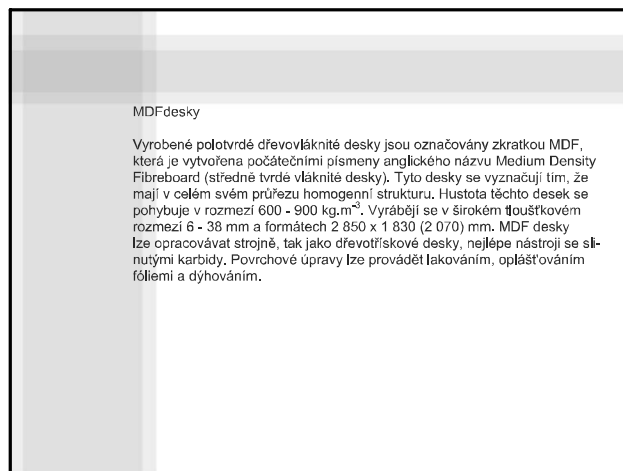 MDFdesky
Vyrobené polotvrdé dřevovláknité desky jsou označovány zkratkou MDF,
která je vytvořena počátečními písmeny anglického názvu Medium Density
Fibreboard (středně tvrdé vláknité desky). Tyto desky se vyznačují tím, že
mají v celém svém průřezu homogenní strukturu. Hustota těchto desek se
pohybuje v rozmezí 600 - 900 kg.m⁻³. Vyrábějí se v širokém tloušťkovém
rozmezí 6 - 38 mm a formátech 2 850 x 1 830 (2 070) mm. MDF desky
lze opracovávat strojně, tak jako dřevotřískové desky, nejlépe nástroji se sli-
nutými karbidy. Povrchové úpravy lze provádět lakováním, oplášťováním
fóliemi a dýhováním.